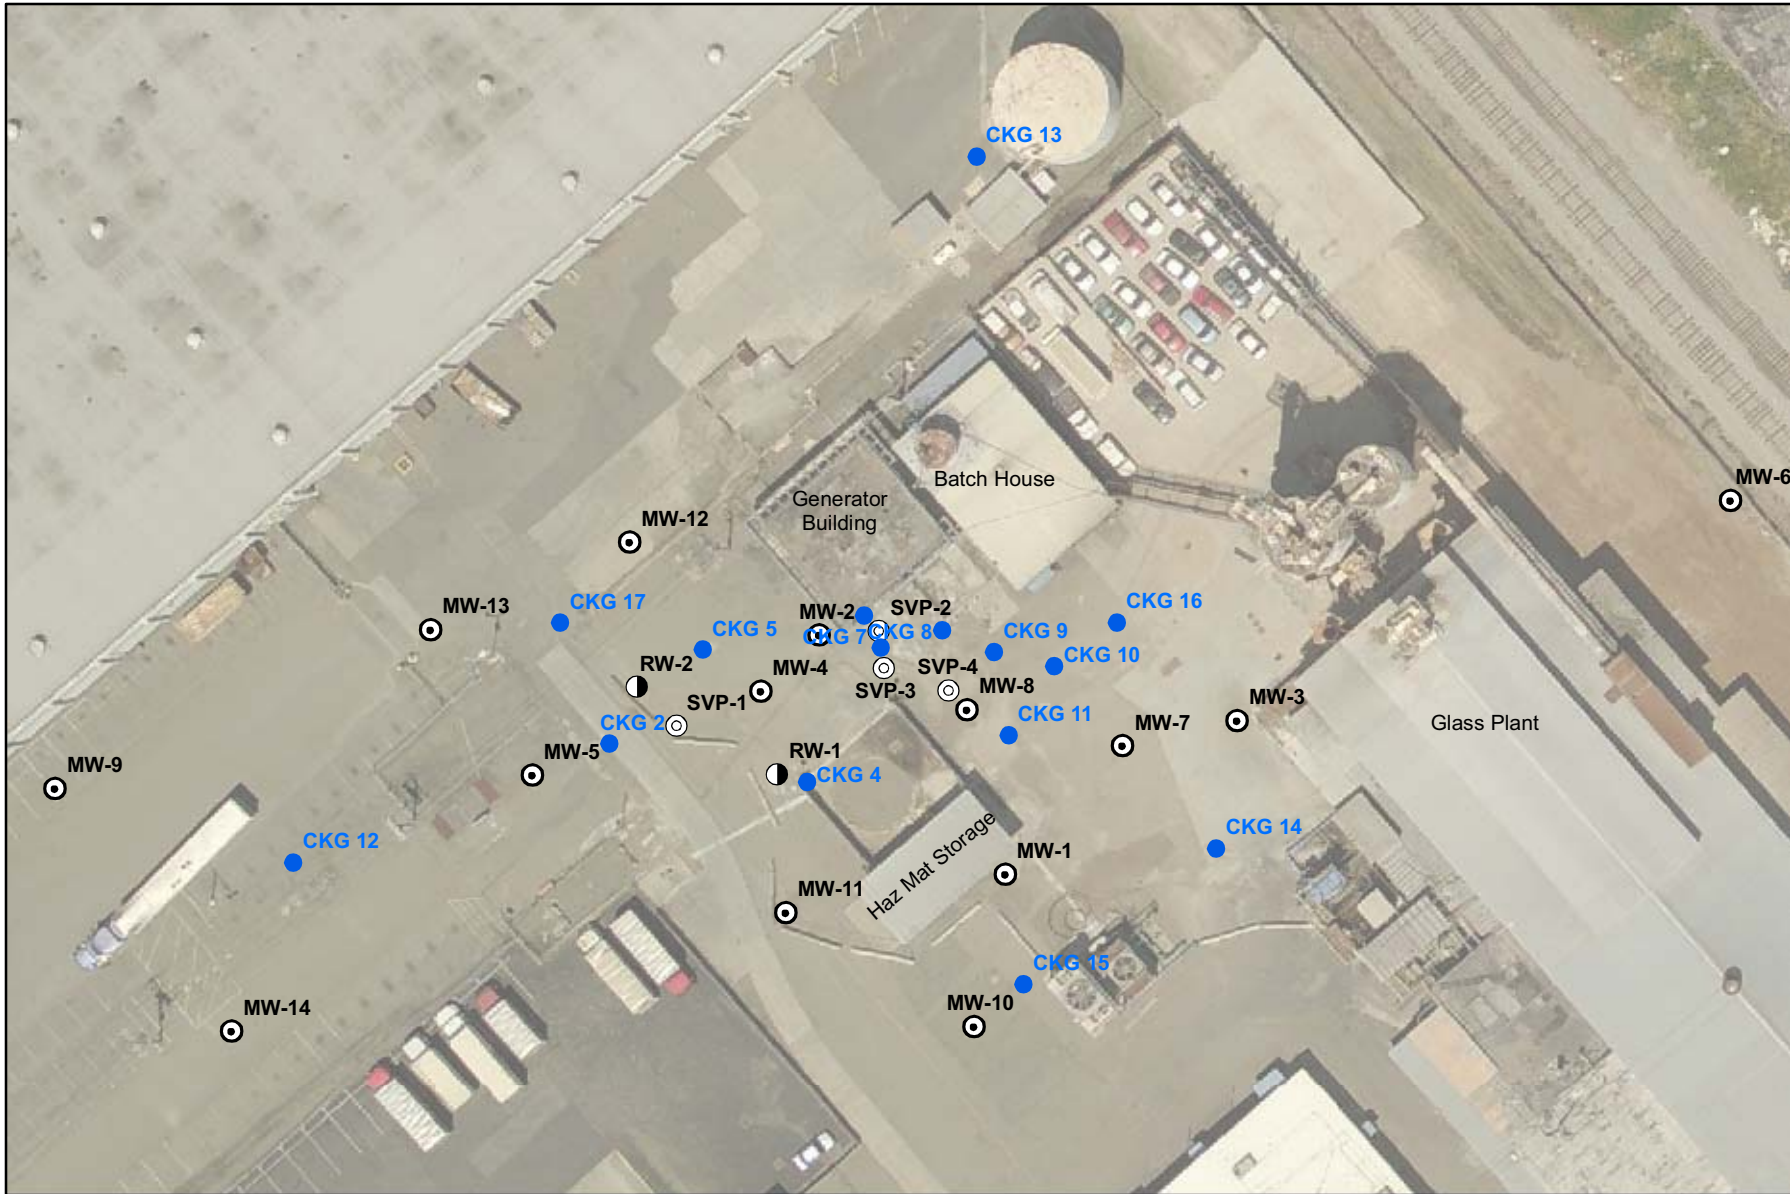 CKG 13
Batch House
MW-6
Generator
Building
MW-12
MW-13
CKG 17
MW-2
SVP-2
CKG 16
CKG 5
CKG 7
CKG 8
CKG 9
CKG 10
RW-2
MW-4
SVP-3
SVP-4
MW-8
SVP-1
MW-3
CKG 2
CKG 11
MW-7
Glass Plant
MW-5
RW-1
CKG 4
MW-9
CKG 12
Haz Mat Storage
CKG 14
MW-1
MW-11
CKG 15
MW-14
MW-10